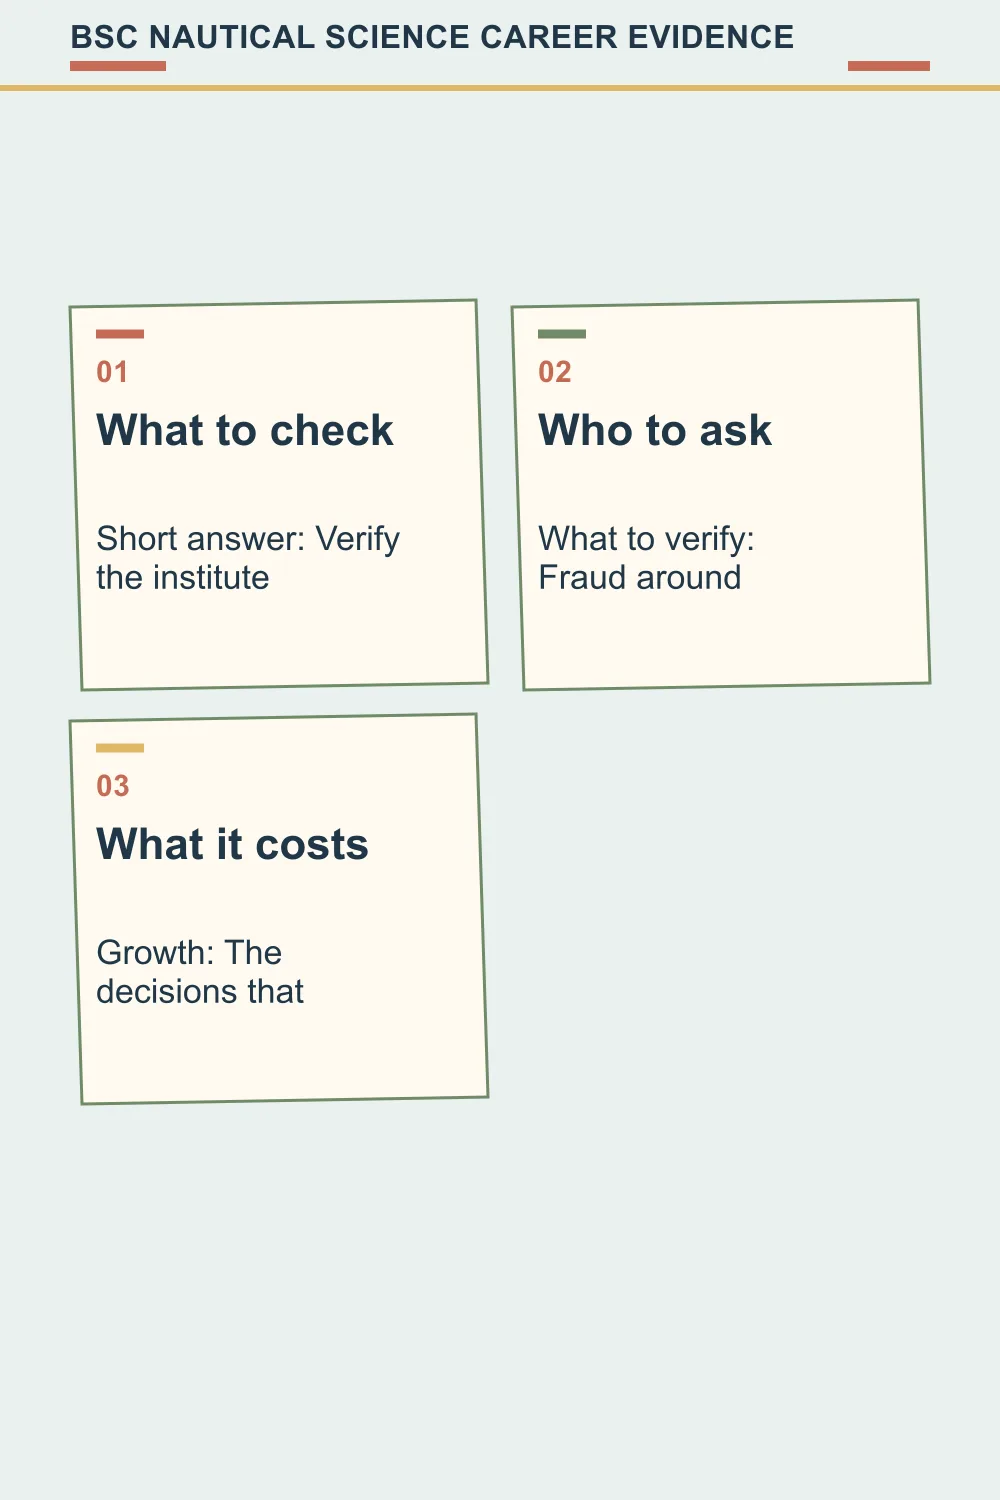 BSC NAUTICAL SCIENCE CAREER EVIDENCE
01
What to check
Short answer: Verify
the institute
02
Who to ask
What to verify:
Fraud around
03
What it costs
Growth: The
decisions that